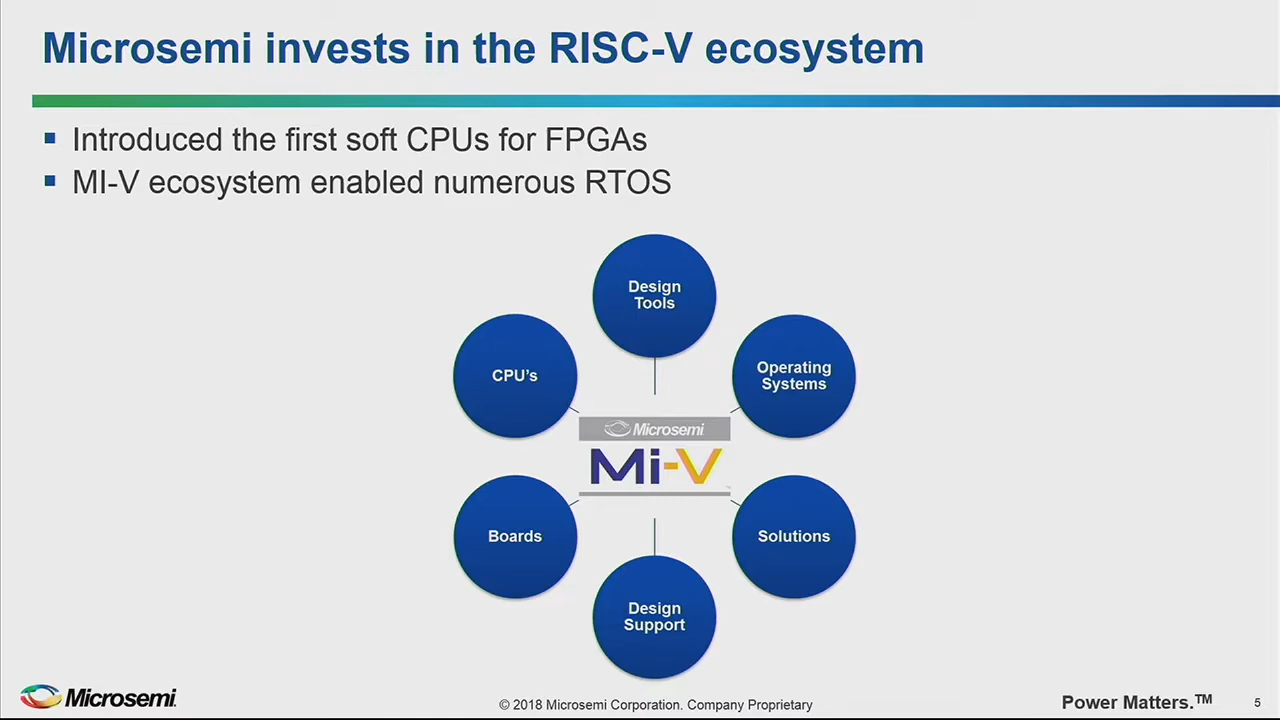 Microsemi invests in the RISC-V ecosystem
▪ Introduced the first soft CPUs for FPGAs
▪ MI-V ecosystem enabled numerous RTOS
Design
Tools
CPU's
Operating
Systems
Microsemi
Mi-V
Boards
Solutions
Design
Support
Microsemi.
© 2018 Microsemi Corporation. Company Proprietary
Power Matters.™
5